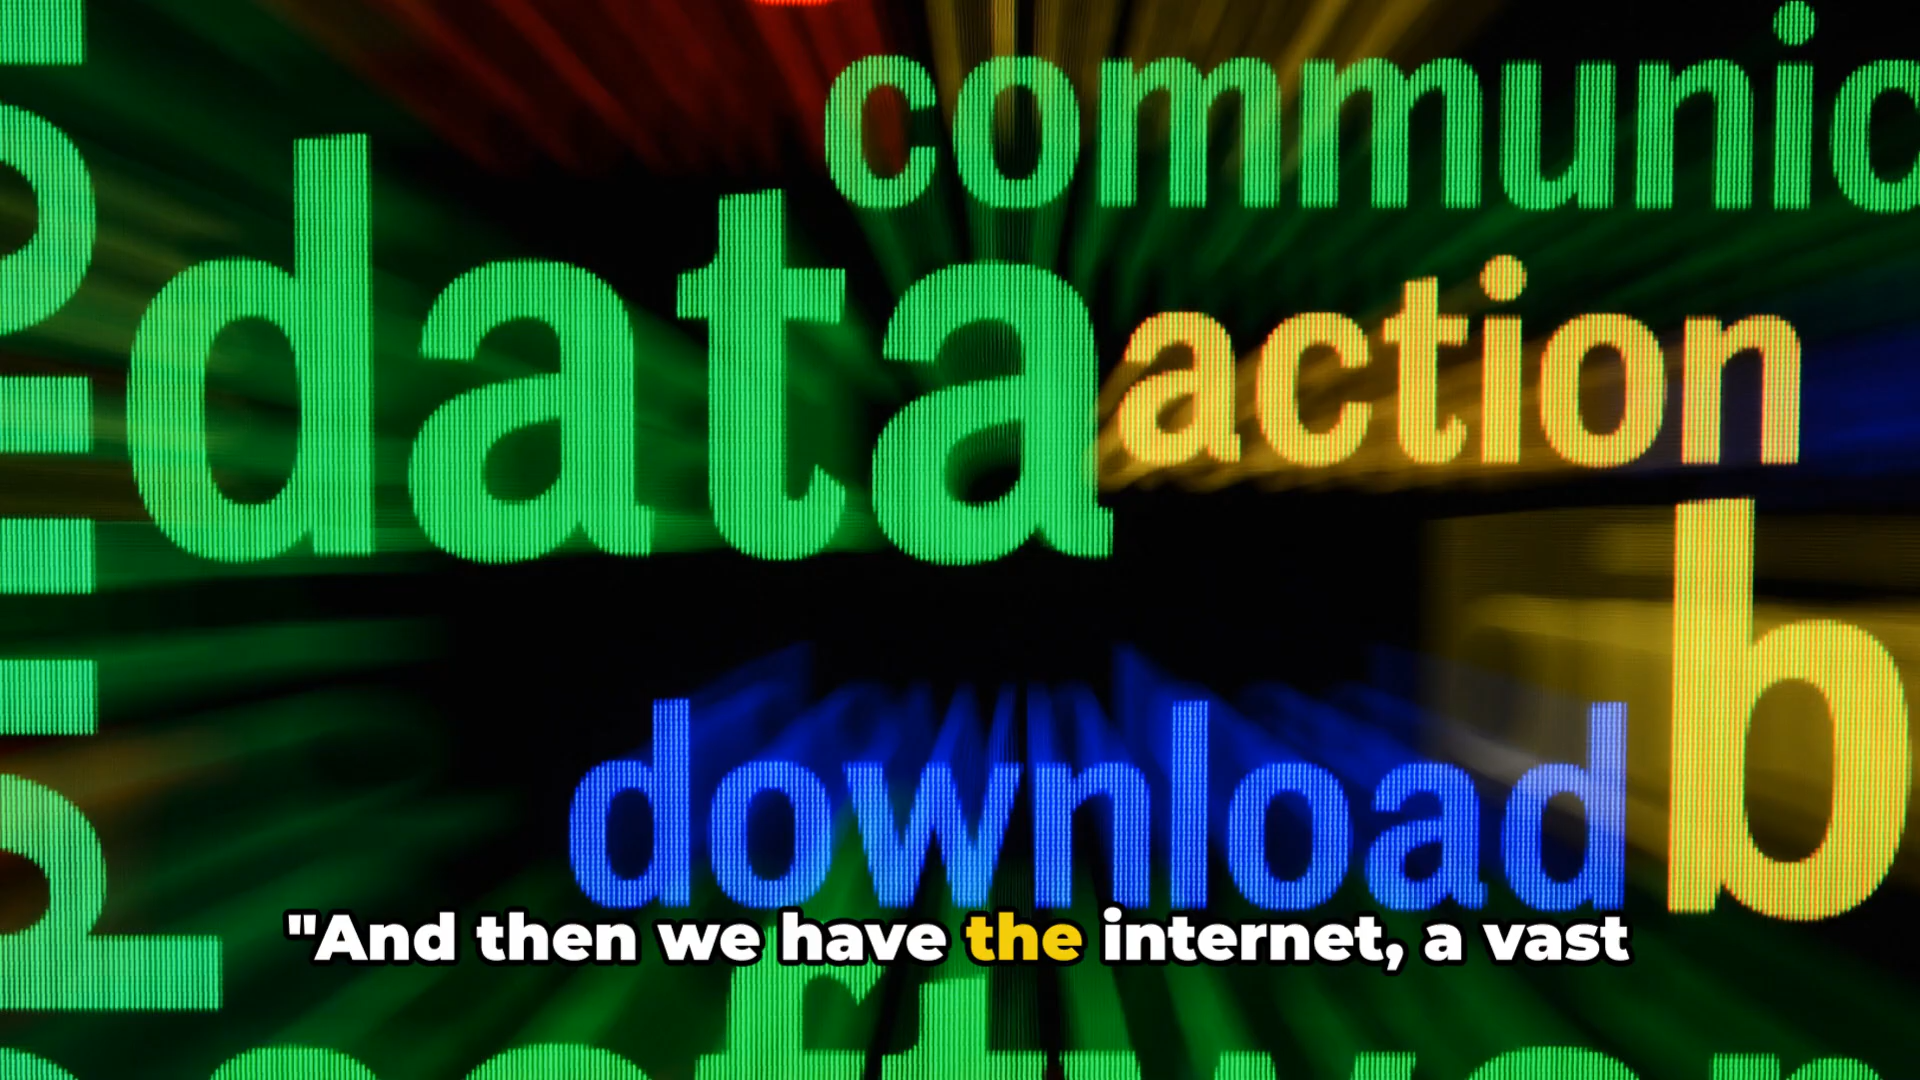 communic
data
action
b
download
"And then we have the internet, a vast